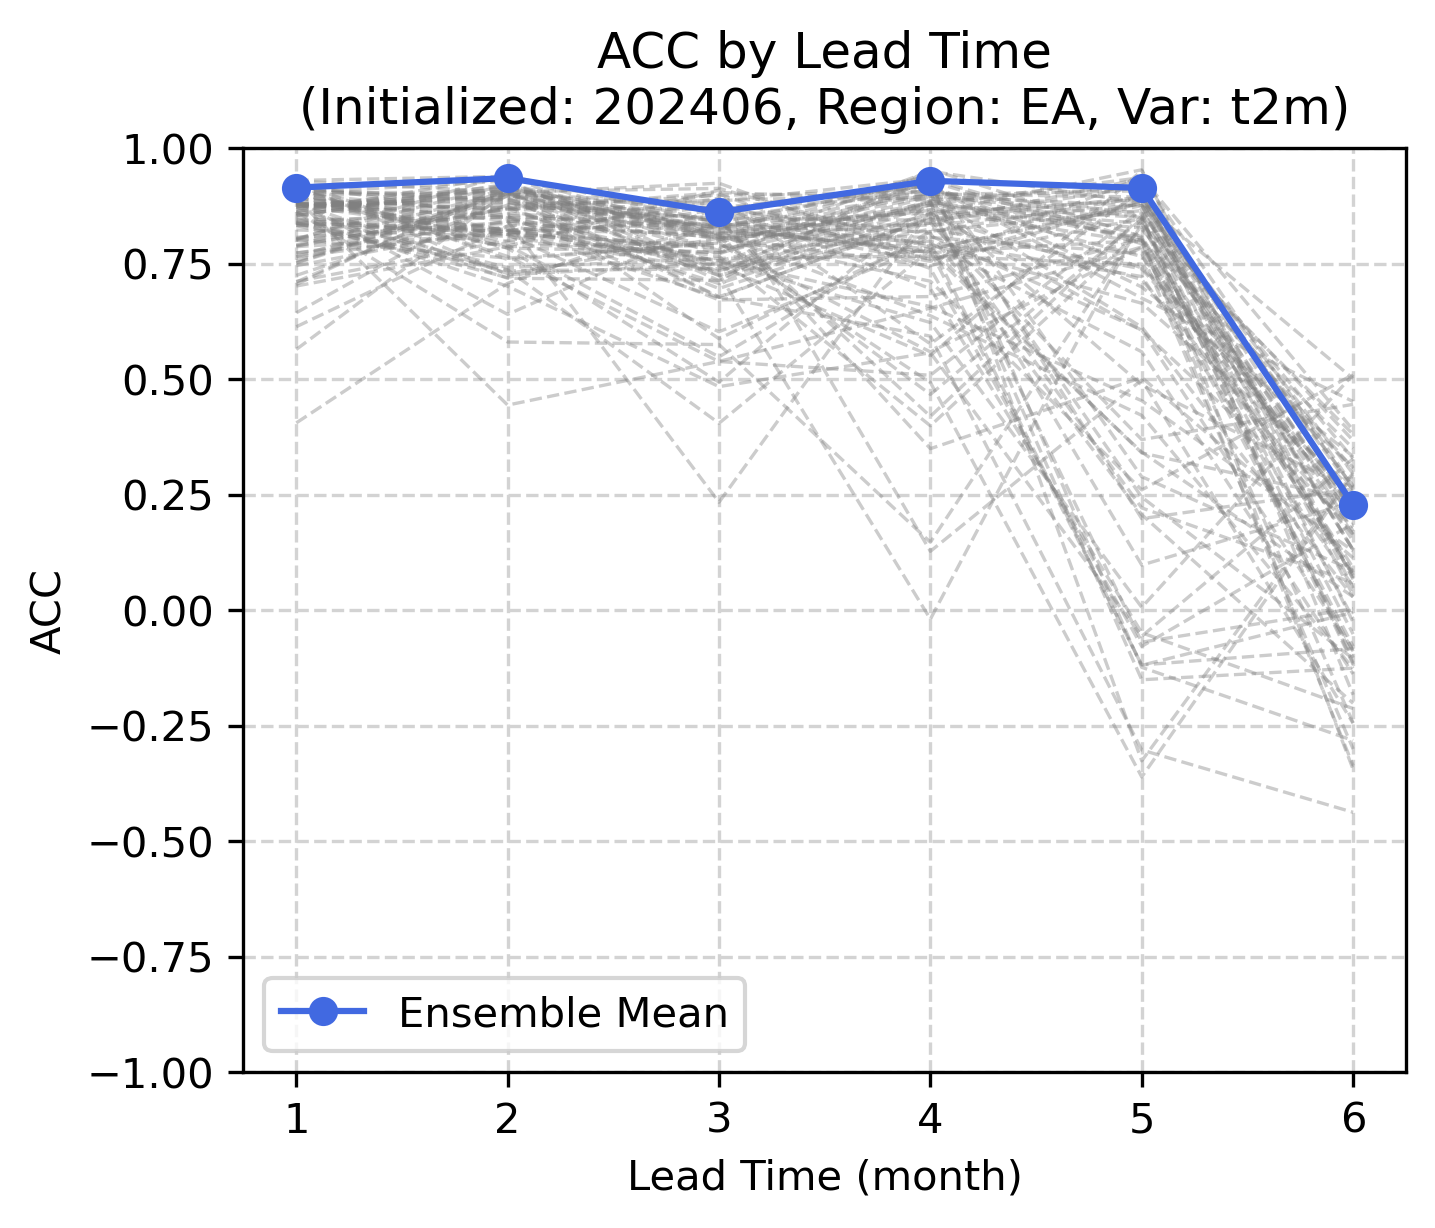 ACC by Lead Time
(Initialized: 202406, Region: EA, Var: t2m)
1.00
0.75
0.50
0.25
0.00
−0.25
−0.50
−0.75
−1.00
ACC
Ensemble Mean
1 2 3 4 5 6
Lead Time (month)